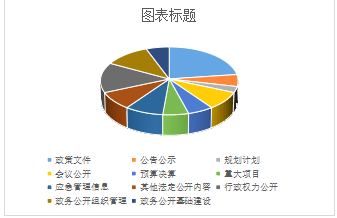 图表标题
政策文件 公告公示 规划计划
会议公开 预算决算 重大项目
应急管理信息 其他法定公开内容 行政权力公开
政务公开组织管理 政务公开基础建设